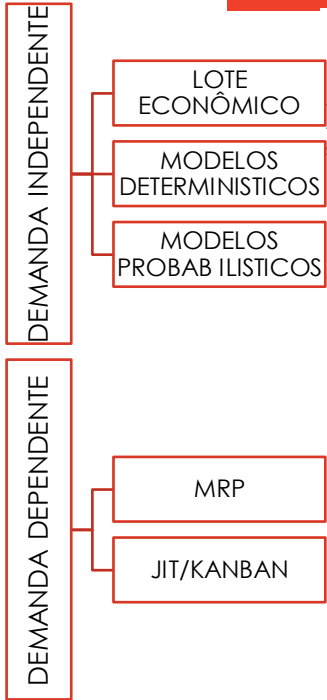 DEMANDA INDEPENDENTE
LOTE
ECONÔMICO
MODELOS
DETERMINISTICOS
MODELOS
PROBAB ILISTICOS
DEMANDA DEPENDENTE
MRP
JIT/KANBAN